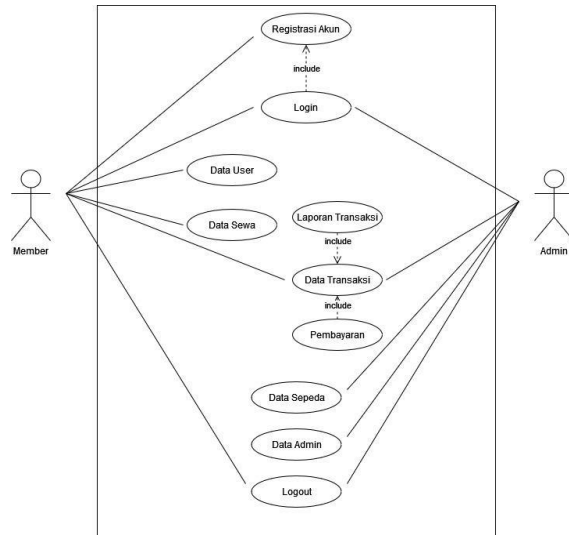 Registrasi Akun
include
Login
Data User
Data Sewa
Laporan Transaksi
include
Member
Admin
Data Transaksi
include
Pembayaran
Data Sepeda
Data Admin
Logout